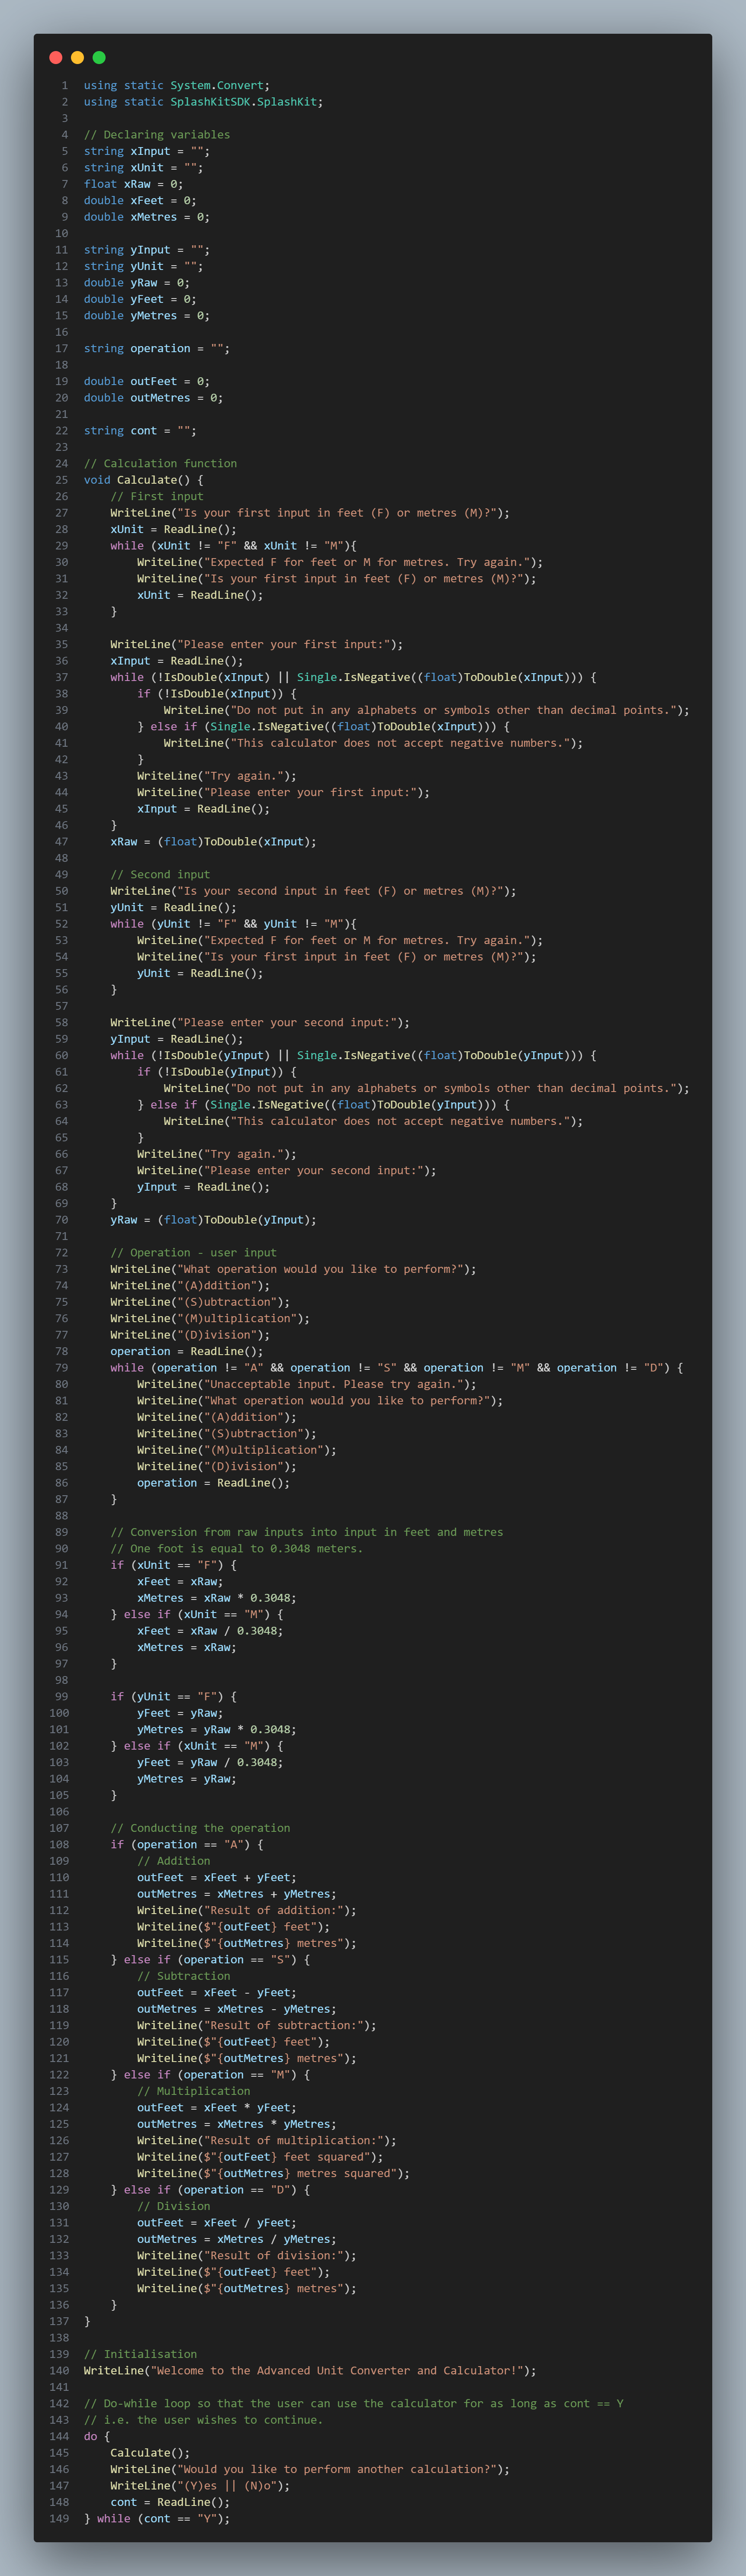 1 using static System.Convert;
2 using static SplashKitSDK.SplashKit;
3
4 // Declaring variables
5 string xInput = "";
6 string xUnit = "";
7 float xRaw = 0;
8 double xFeet = 0;
9 double xMetres = 0;
10
11 string yInput = "";
12 string yUnit = "";
13 double yRaw = 0;
14 double yFeet = 0;
15 double yMetres = 0;
16
17 string operation = "";
18
19 double outFeet = 0;
20 double outMetres = 0;
21
22 string cont = "";
23
24 // Calculation function
25 void Calculate() {
26     // First input
27     WriteLine("Is your first input in feet (F) or metres (M)?");
28     xUnit = ReadLine();
29     while (xUnit != "F" && xUnit != "M"){
30         WriteLine("Expected F for feet or M for metres. Try again.");
31         WriteLine("Is your first input in feet (F) or metres (M)?");
32         xUnit = ReadLine();
33     }
34
35     WriteLine("Please enter your first input:");
36     xInput = ReadLine();
37     while (!IsDouble(xInput) || Single.IsNegative((float)ToDouble(xInput))) {
38         if (!IsDouble(xInput)) {
39             WriteLine("Do not put in any alphabets or symbols other than decimal points.");
40         } else if (Single.IsNegative((float)ToDouble(xInput))) {
41             WriteLine("This calculator does not accept negative numbers.");
42         }
43         WriteLine("Try again.");
44         WriteLine("Please enter your first input:");
45         xInput = ReadLine();
46     }
47     xRaw = (float)ToDouble(xInput);
48
49     // Second input
50     WriteLine("Is your second input in feet (F) or metres (M)?");
51     yUnit = ReadLine();
52     while (yUnit != "F" && yUnit != "M"){
53         WriteLine("Expected F for feet or M for metres. Try again.");
54         WriteLine("Is your first input in feet (F) or metres (M)?");
55         yUnit = ReadLine();
56     }
57
58     WriteLine("Please enter your second input:");
59     yInput = ReadLine();
60     while (!IsDouble(yInput) || Single.IsNegative((float)ToDouble(yInput))) {
61         if (!IsDouble(yInput)) {
62             WriteLine("Do not put in any alphabets or symbols other than decimal points.");
63         } else if (Single.IsNegative((float)ToDouble(yInput))) {
64             WriteLine("This calculator does not accept negative numbers.");
65         }
66         WriteLine("Try again.");
67         WriteLine("Please enter your second input:");
68         yInput = ReadLine();
69     }
70     yRaw = (float)ToDouble(yInput);
71
72     // Operation - user input
73     WriteLine("What operation would you like to perform?");
74     WriteLine("(A)ddition");
75     WriteLine("(S)ubtraction");
76     WriteLine("(M)ultiplication");
77     WriteLine("(D)ivision");
78     operation = ReadLine();
79     while (operation != "A" && operation != "S" && operation != "M" && operation != "D") {
80         WriteLine("Unacceptable input. Please try again.");
81         WriteLine("What operation would you like to perform?");
82         WriteLine("(A)ddition");
83         WriteLine("(S)ubtraction");
84         WriteLine("(M)ultiplication");
85         WriteLine("(D)ivision");
86         operation = ReadLine();
87     }
88
89     // Conversion from raw inputs into input in feet and metres
90     // One foot is equal to 0.3048 meters.
91     if (xUnit == "F") {
92         xFeet = xRaw;
93         xMetres = xRaw * 0.3048;
94     } else if (xUnit == "M") {
95         xFeet = xRaw / 0.3048;
96         xMetres = xRaw;
97     }
98
99     if (yUnit == "F") {
100         yFeet = yRaw;
101         yMetres = yRaw * 0.3048;
102     } else if (xUnit == "M") {
103         yFeet = yRaw / 0.3048;
104         yMetres = yRaw;
105     }
106
107     // Conducting the operation
108     if (operation == "A") {
109         // Addition
110         outFeet = xFeet + yFeet;
111         outMetres = xMetres + yMetres;
112         WriteLine("Result of addition:");
113         WriteLine($"{outFeet} feet");
114         WriteLine($"{outMetres} metres");
115     } else if (operation == "S") {
116         // Subtraction
117         outFeet = xFeet - yFeet;
118         outMetres = xMetres - yMetres;
119         WriteLine("Result of subtraction:");
120         WriteLine($"{outFeet} feet");
121         WriteLine($"{outMetres} metres");
122     } else if (operation == "M") {
123         // Multiplication
124         outFeet = xFeet * yFeet;
125         outMetres = xMetres * yMetres;
126         WriteLine("Result of multiplication:");
127         WriteLine($"{outFeet} feet squared");
128         WriteLine($"{outMetres} metres squared");
129     } else if (operation == "D") {
130         // Division
131         outFeet = xFeet / yFeet;
132         outMetres = xMetres / yMetres;
133         WriteLine("Result of division:");
134         WriteLine($"{outFeet} feet");
135         WriteLine($"{outMetres} metres");
136     }
137 }
138
139 // Initialisation
140 WriteLine("Welcome to the Advanced Unit Converter and Calculator!");
141
142 // Do-while loop so that the user can use the calculator for as long as cont == Y
143 // i.e. the user wishes to continue.
144 do {
145     Calculate();
146     WriteLine("Would you like to perform another calculation?");
147     WriteLine("(Y)es || (N)o");
148     cont = ReadLine();
149 } while (cont == "Y");